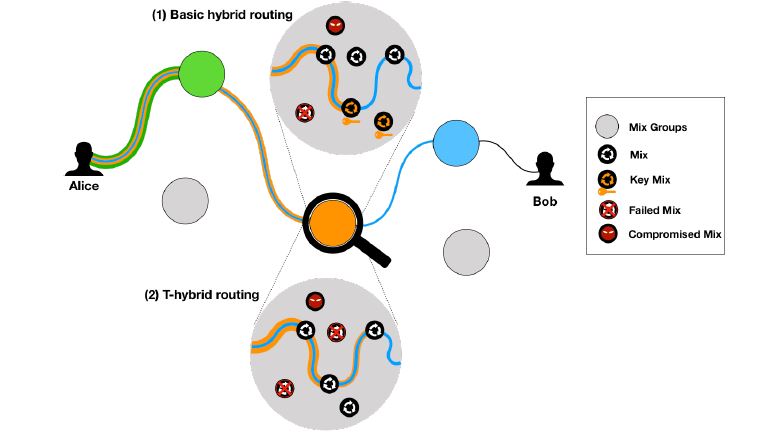 (1) Basic hybrid routing
Alice
Bob
(2) T-hybrid routing
Mix Groups
Mix
Key Mix
Failed Mix
Compromised Mix